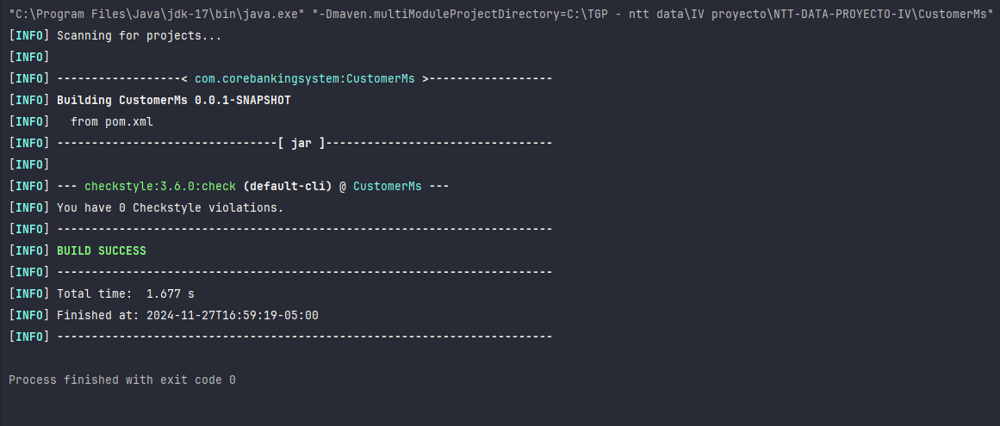 "C:\Program Files\Java\jdk-17\bin\java.exe" "-Dmaven.multiModuleProjectDirectory=C:\TGP - ntt data\IV proyecto\NTT-DATA-PROYECTO-IV\CustomerMs"
[INFO] Scanning for projects...
[INFO]
[INFO] ------------------< com.corebankingsystem:CustomerMs >------------------
[INFO] Building CustomerMs 0.0.1-SNAPSHOT
[INFO]   from pom.xml
[INFO] --------------------------------[ jar ]---------------------------------
[INFO]
[INFO] --- checkstyle:3.6.0:check (default-cli) @ CustomerMs ---
[INFO] You have 0 Checkstyle violations.
[INFO] ------------------------------------------------------------------------
[INFO] BUILD SUCCESS
[INFO] ------------------------------------------------------------------------
[INFO] Total time:  1.677 s
[INFO] Finished at: 2024-11-27T16:59:19-05:00
[INFO] ------------------------------------------------------------------------
Process finished with exit code 0